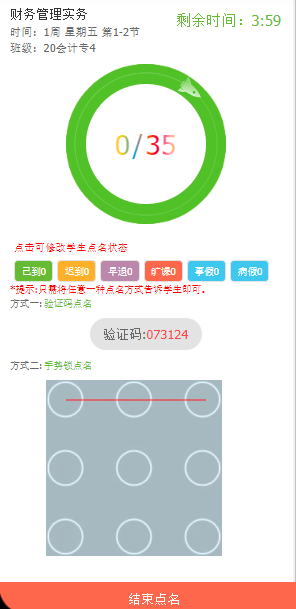 财务管理实务
剩余时间：3:59
时间：1周 星期五 第1-2节
班级：20会计专4
0/35
点击可修改学生点名状态
己到0 迟到0 早退0 旷课0 事假0 病假0
*提示:只需将任意一种点名方式告诉学生即可。
方式一:验证码点名
验证码:073124
方式二:手势锁点名
结束点名